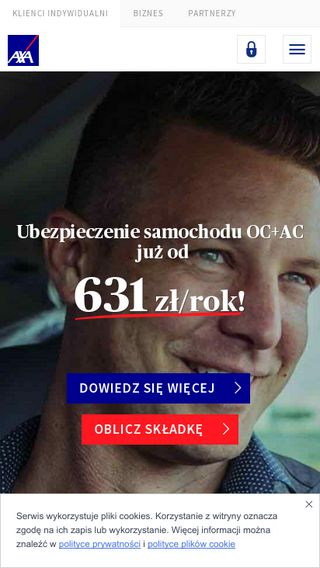 KLIENCI INDYWIDUALNI BIZNES PARTNERZY
AXA
Ubezpieczenie samochodu OC+AC
już od
631 zł/rok!
DOWIEDZ SIĘ WIĘCEJ
OBLICZ SKŁADKĘ
Serwis wykorzystuje pliki cookies. Korzystanie z witryny oznacza
zgodę na ich zapis lub wykorzystanie. Więcej informacji można
znaleźć w polityce prywatności i polityce plików cookie